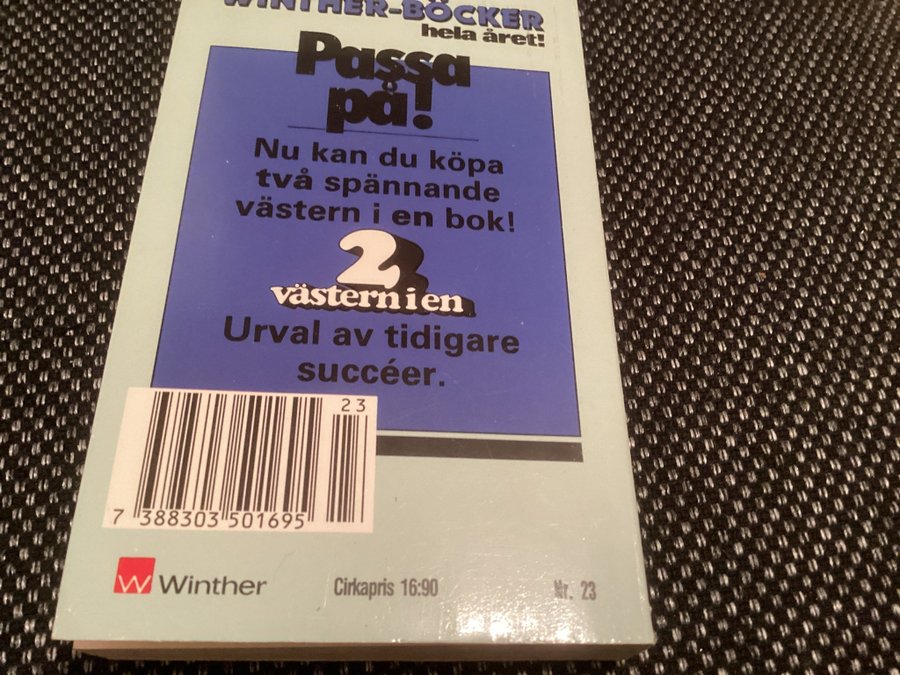 WINTHER-BÖCKER
hela året!
Passa
på!
Nu kan du köpa
två spännande
västern i en bok!
2
västern i en
Urval av tidigare
succéer.
23
7 388303 501695
W Winther
Cirkapris 16:90
Nr. 23